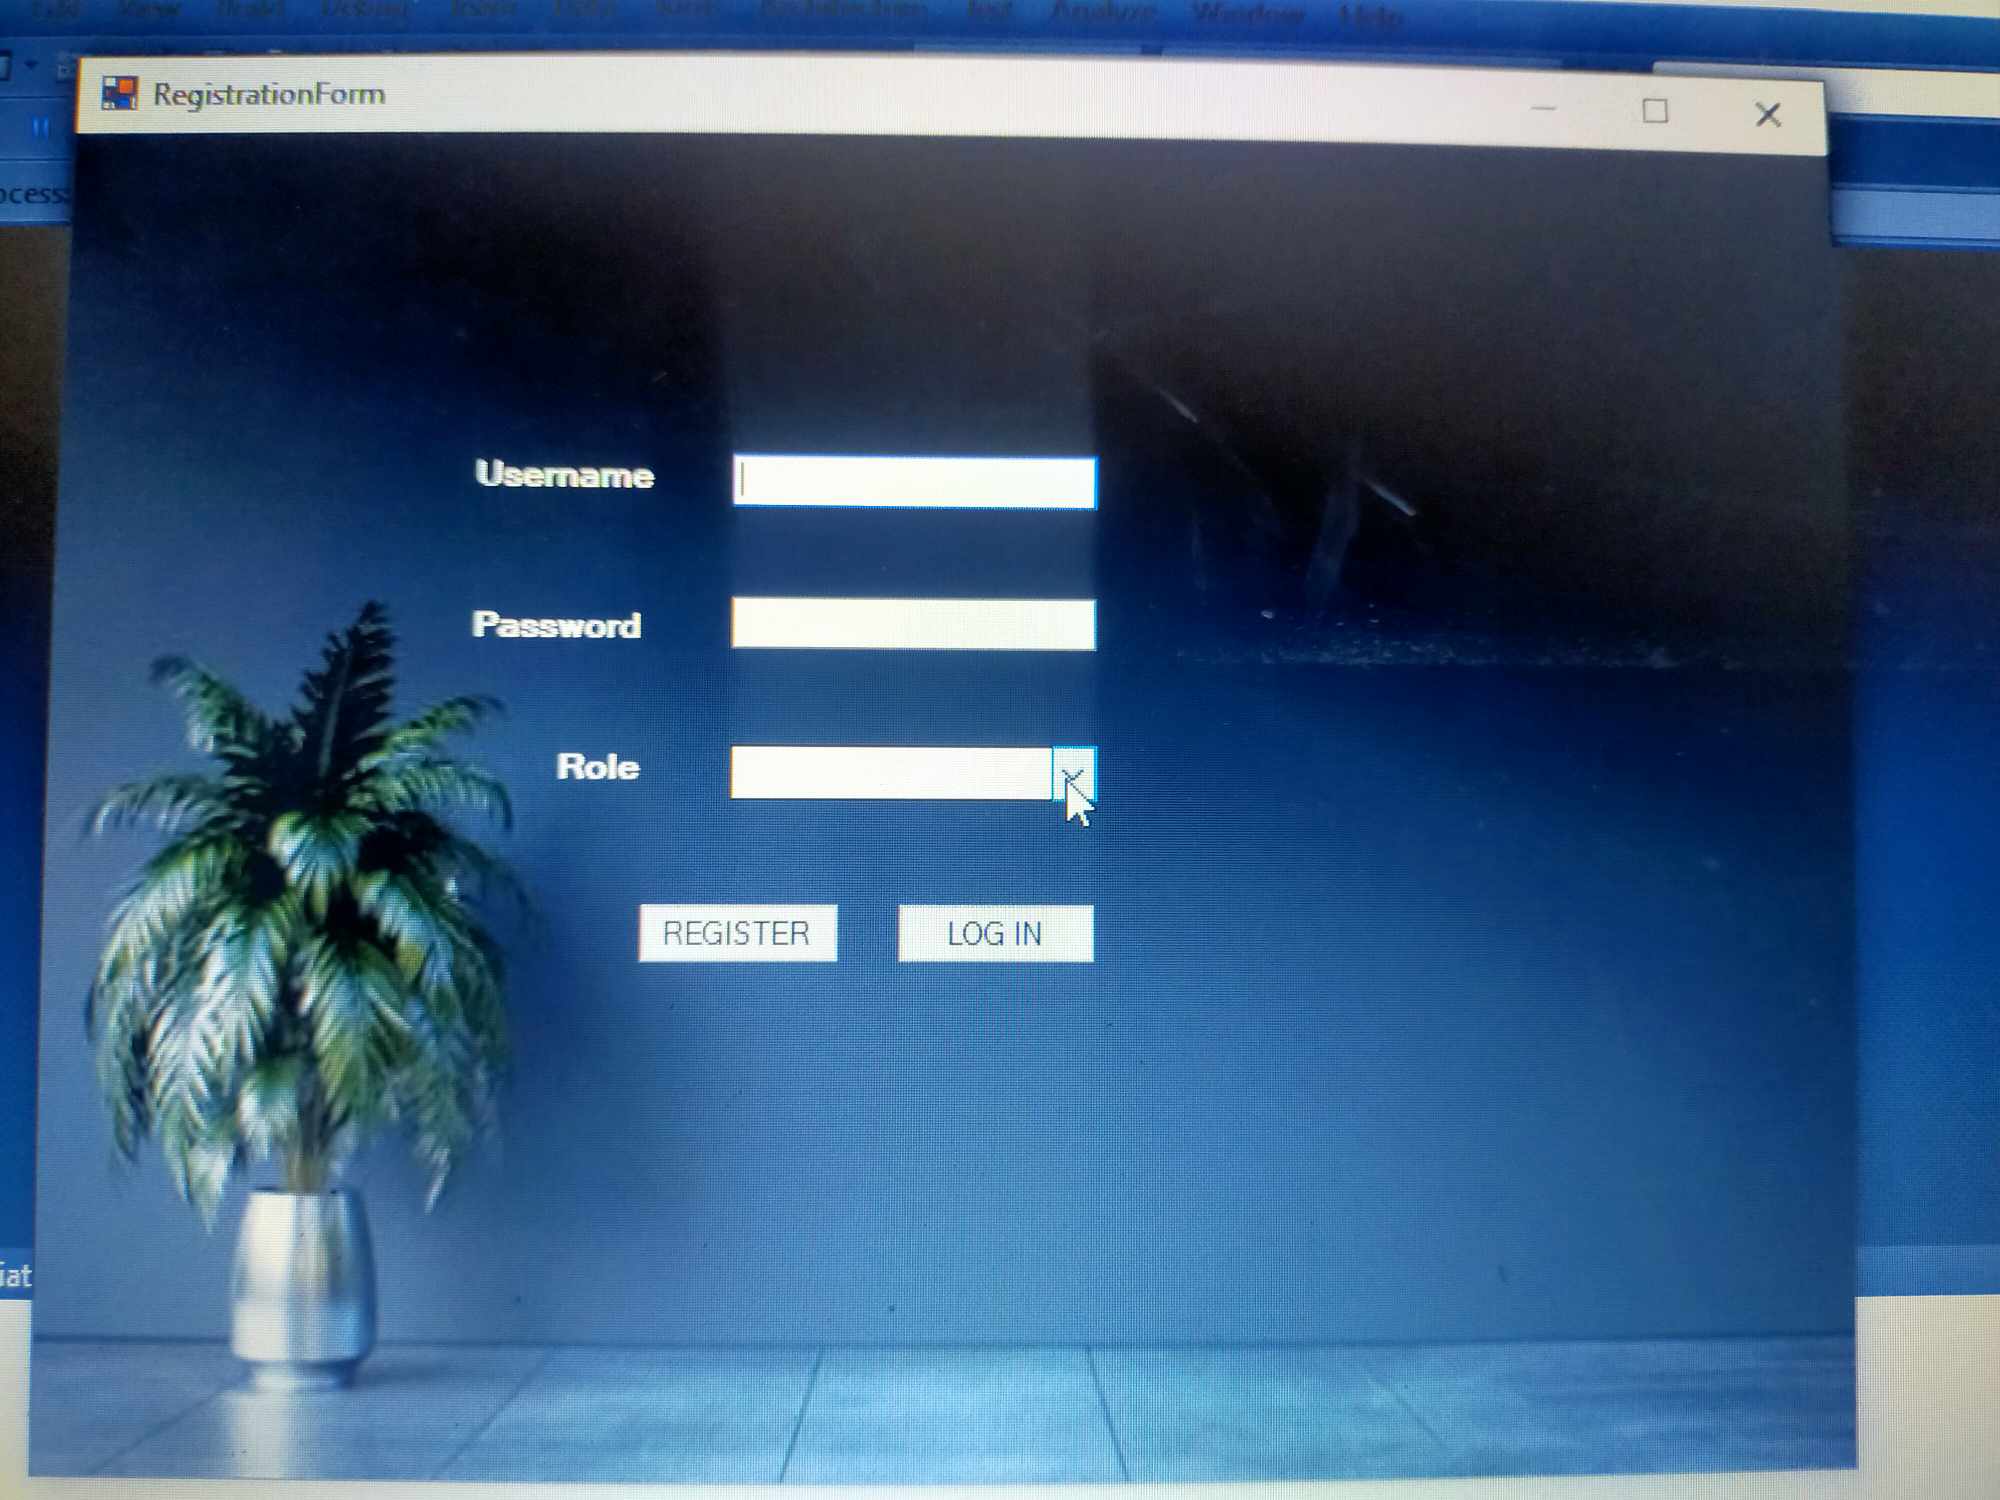 Edit View Build Debug Team Data Tools Architecture Test Analyze Window Help
RegistrationForm
ocess:
Username
Password
Role
REGISTER LOG IN
iat